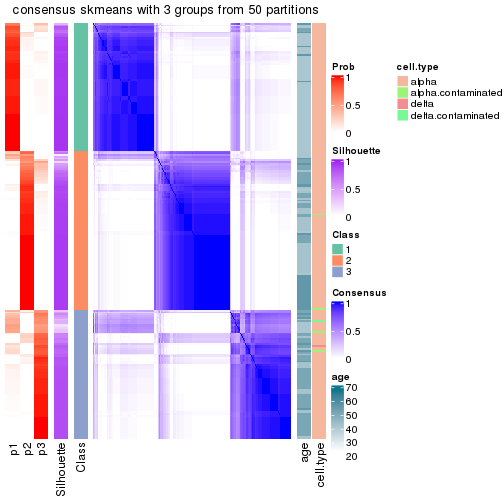 consensus skmeans with 3 groups from 50 partitions
Prob
1
0.5
0
Silhouette
1
0.5
0
Class
1
2
3
Consensus
1
0.5
0
age
70
60
50
40
30
20
cell.type
alpha
alpha.contaminated
delta
delta.contaminated
p1
p2
p3
Silhouette
Class
age
cell.type